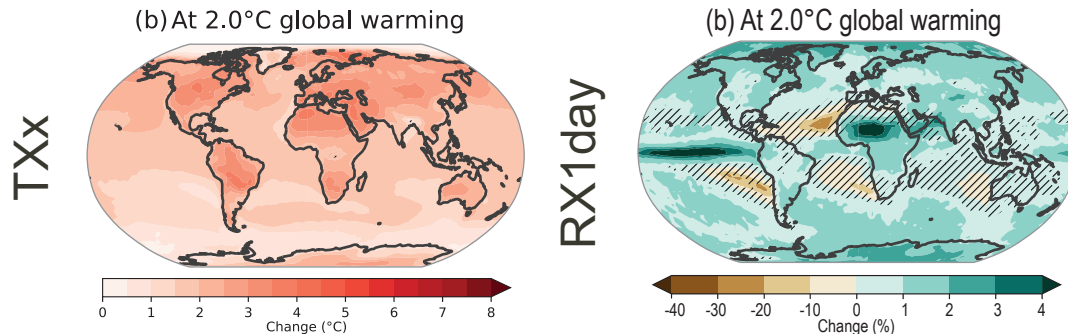 (b) At 2.0°C global warming
TXx
0 1 2 3 4 5 6 7 8
Change (°C)
(b) At 2.0°C global warming
RX1day
-40 -30 -20 -10 0 1 2 3 4
Change (%)